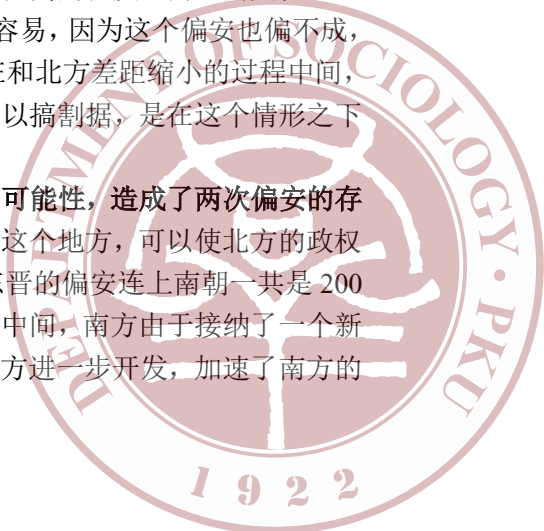 容易，因为这个偏安也偏不成，
和北方差距缩小的过程中间，
以搞割据，是在这个情形之下
可能性，造成了两次偏安的存
这个地方，可以使北方的政权
晋的偏安连上南朝一共是 200
中间，南方由于接纳了一个新
方进一步开发，加速了南方的
DEPARTMENT OF SOCIOLOGY · PKU
1922